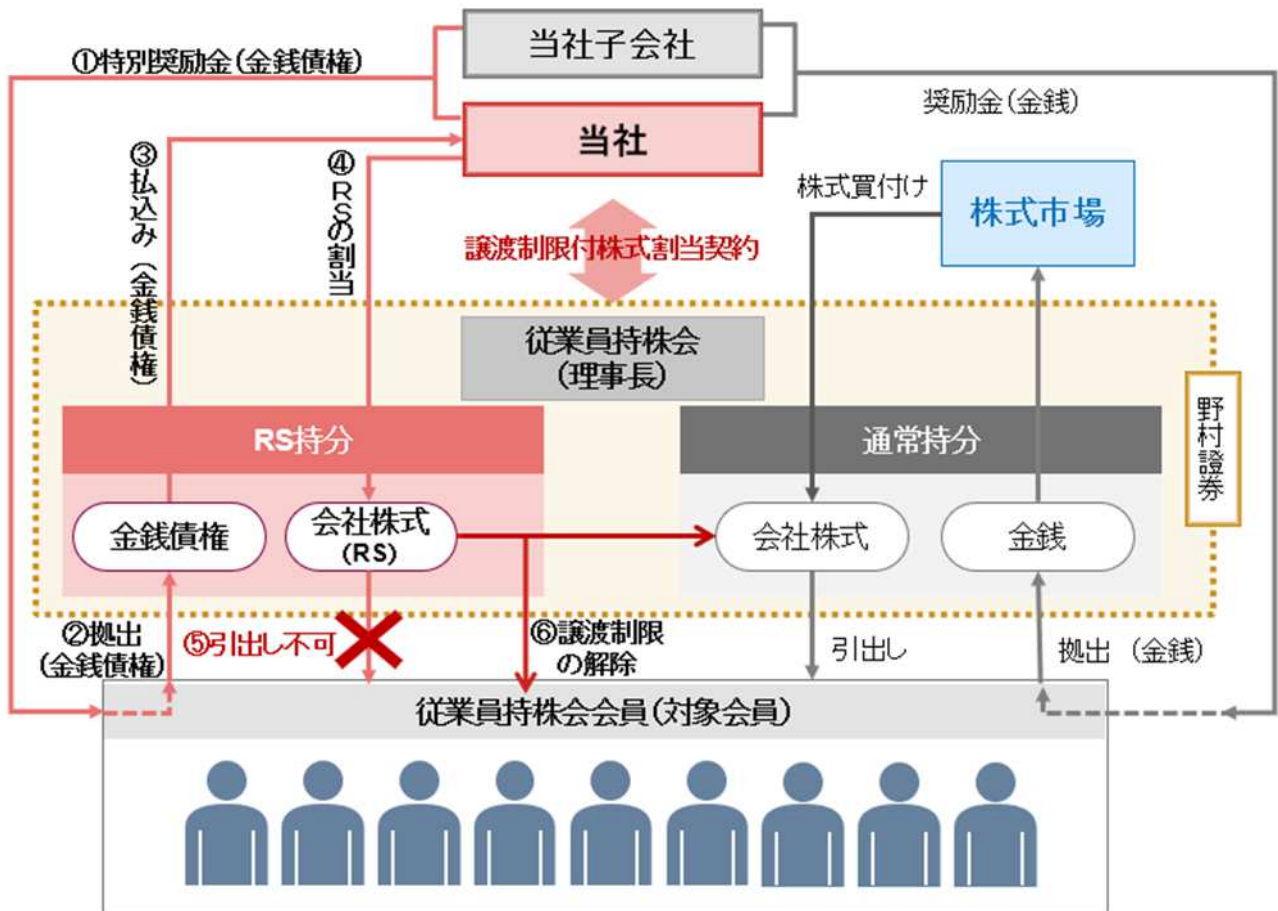 当社子会社
①特別奨励金(金銭債権)
奨励金(金銭)
当社
③払込み（金銭債権）
④RSの割当
株式買付け
株式市場
譲渡制限付株式割当契約
従業員持株会
(理事長)
野村證券
RS持分
通常持分
金銭債権
会社株式
(RS)
会社株式
金銭
②拠出
(金銭債権)
⑤引出し不可
⑥譲渡制限
の解除
引出し
拠出（金銭）
従業員持株会会員(対象会員)